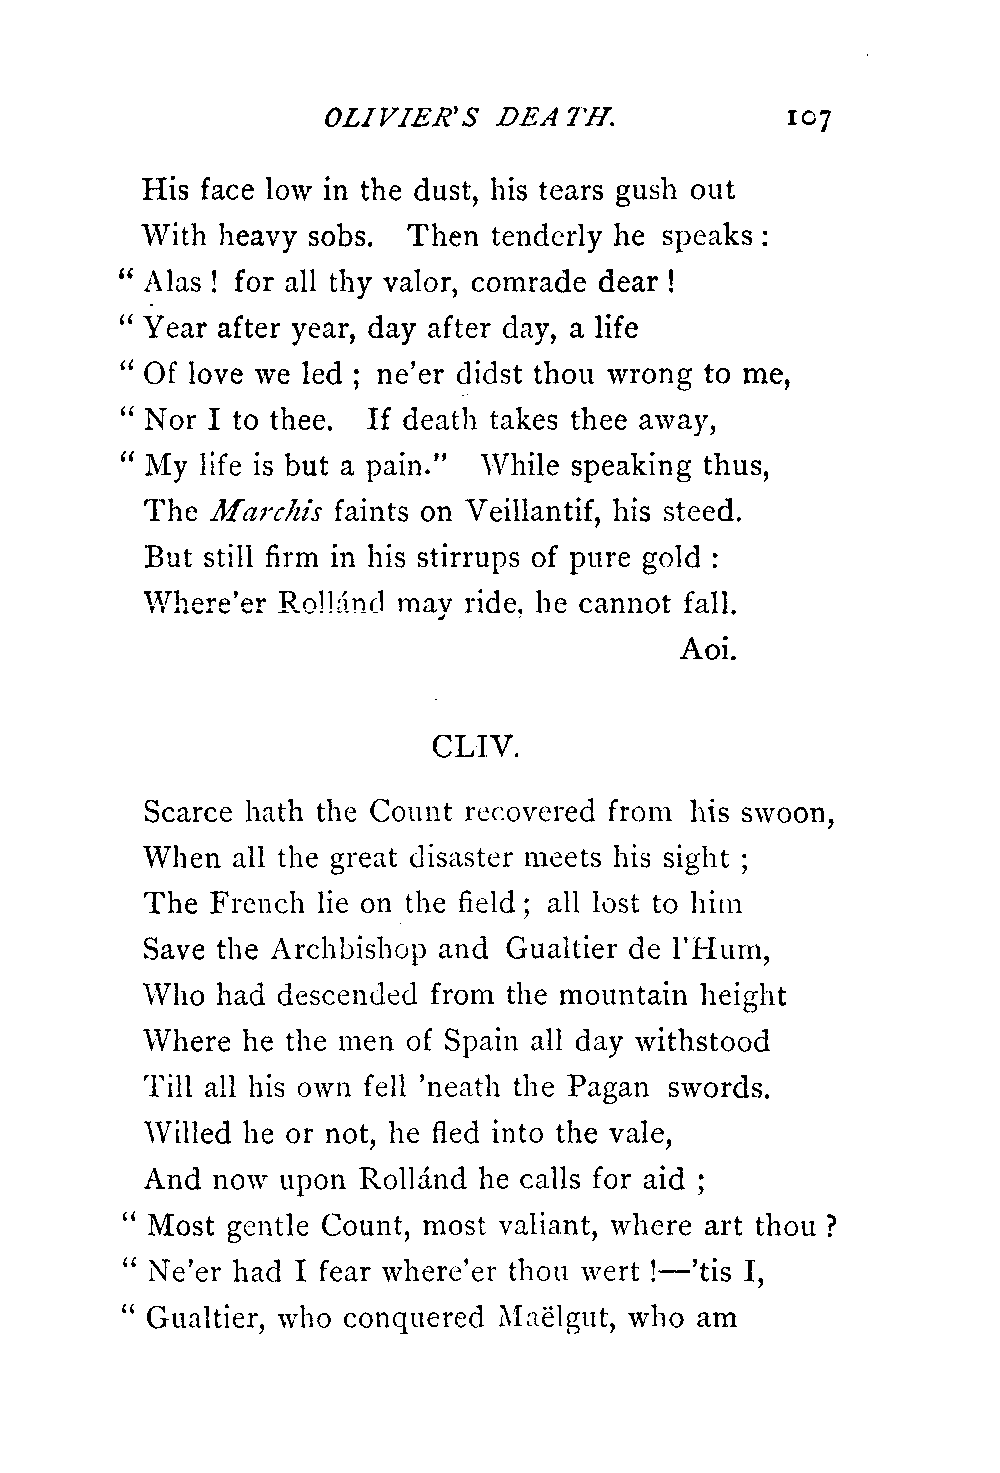 OLIVIER'S DEATH. 107
His face low in the dust, his tears gush out
With heavy sobs. Then tenderly he speaks :
“ Alas ! for all thy valor, comrade dear !
“ Year after year, day after day, a life
“ Of love we led ; ne'er didst thou wrong to me,
“ Nor I to thee. If death takes thee away,
“ My life is but a pain.” While speaking thus,
The Marchis faints on Veillantif, his steed.
But still firm in his stirrups of pure gold :
Where'er Rollánd may ride, he cannot fall.
Aoi.
CLIV.
Scarce hath the Count recovered from his swoon,
When all the great disaster meets his sight ;
The French lie on the field ; all lost to him
Save the Archbishop and Gualtier de l'Hum,
Who had descended from the mountain height
Where he the men of Spain all day withstood
Till all his own fell 'neath the Pagan swords.
Willed he or not, he fled into the vale,
And now upon Rollánd he calls for aid ;
“ Most gentle Count, most valiant, where art thou ?
“ Ne'er had I fear where'er thou wert !—'tis I,
“ Gualtier, who conquered Maëlgut, who am